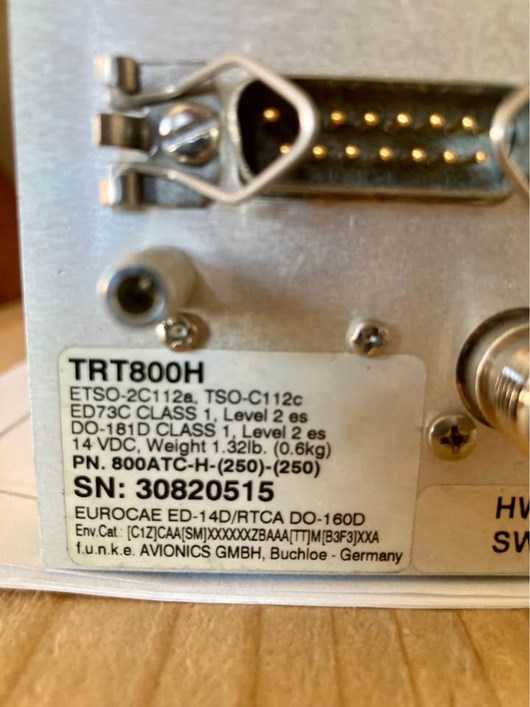 TRT800H
ETSO-2C112a, TSO-C112c
ED73C CLASS 1, Level 2 es
DO-181D CLASS 1, Level 2 es
14 VDC, Weight 1.32lb. (0.6kg)
PN. 800ATC-H-(250)-(250)
SN: 30820515
EUROCAE ED-14D/RTCA DO-160D
Env.Cat.: [C1Z]CAA[SM]XXXXXXZBAAA[TT]M[B3F3]XXA
f.u.n.k.e. AVIONICS GMBH, Buchloe - Germany
HW
SW